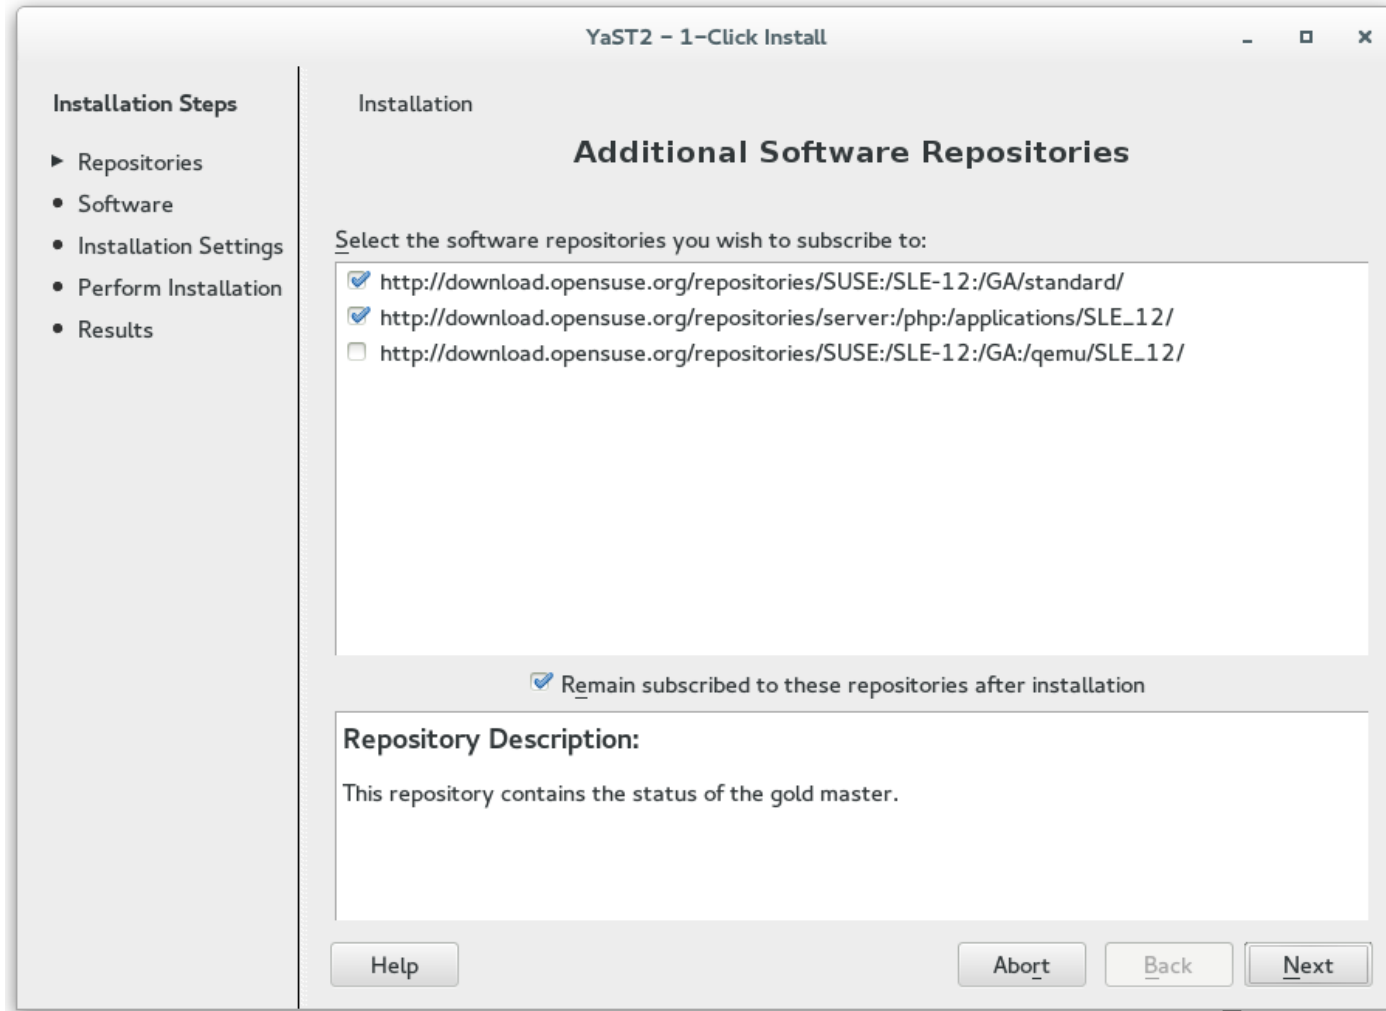 YaST2 - 1-Click Install
Installation Steps
Repositories
Software
Installation Settings
Perform Installation
Results
Installation
Additional Software Repositories
Select the software repositories you wish to subscribe to:
http://download.opensuse.org/repositories/SUSE:/SLE-12:/GA/standard/
http://download.opensuse.org/repositories/server:/php:/applications/SLE_12/
http://download.opensuse.org/repositories/SUSE:/SLE-12:/GA:/qemu/SLE_12/
Remain subscribed to these repositories after installation
Repository Description:
This repository contains the status of the gold master.
Help
Abort
Back
Next